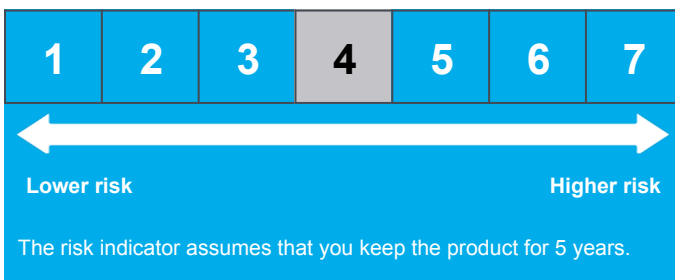 1 2 3 4 5 6 7
Lower risk Higher risk
The risk indicator assumes that you keep the product for 5 years.